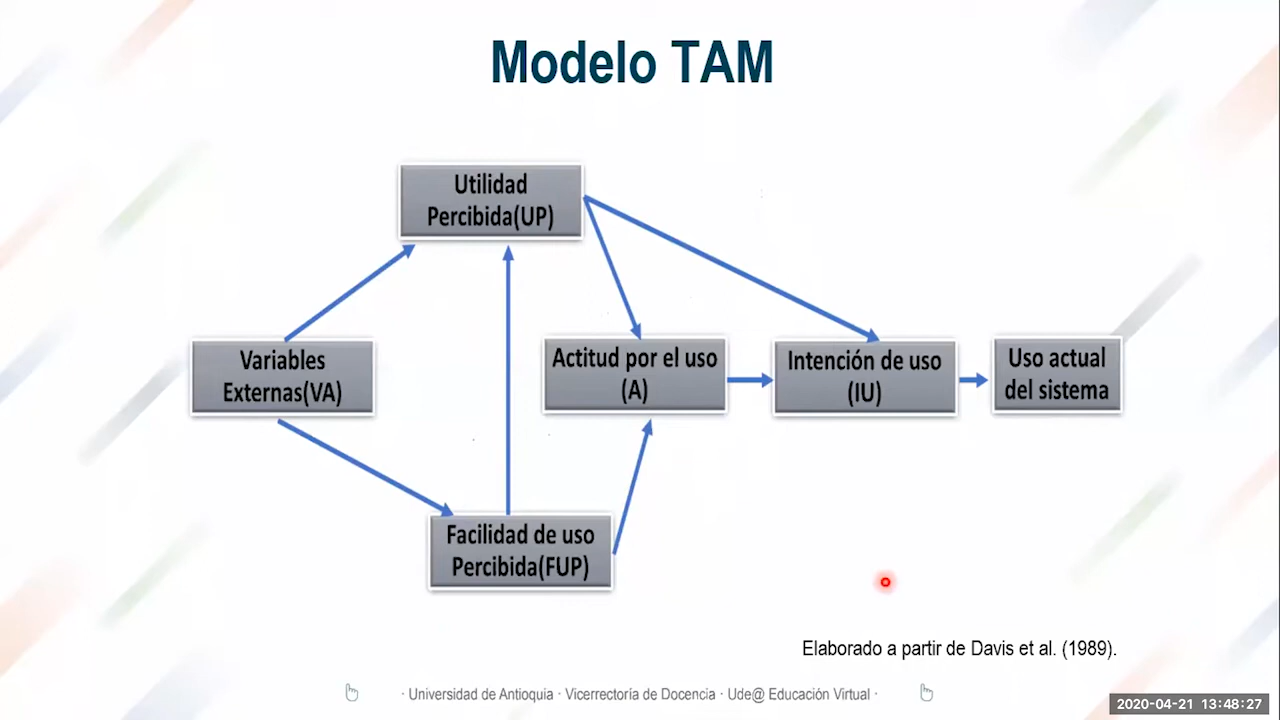 Modelo TAM
Utilidad
Percibida(UP)
Variables
Externas(VA)
Actitud por el uso
(A)
Intención de uso
(IU)
Uso actual
del sistema
Facilidad de uso
Percibida(FUP)
Elaborado a partir de Davis et al. (1989).
· Universidad de Antioquia · Vicerrectoría de Docencia · Ude@ Educación Virtual ·
2020-04-21 13:48:27